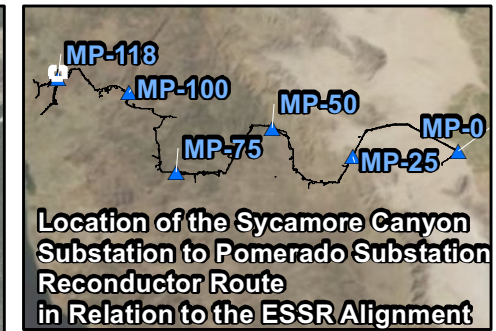 MP-118
MP-100
MP-50
MP-0
MP-75
MP-25
Location of the Sycamore Canyon
Substation to Pomerado Substation
Reconductor Route
in Relation to the ESSR Alignment